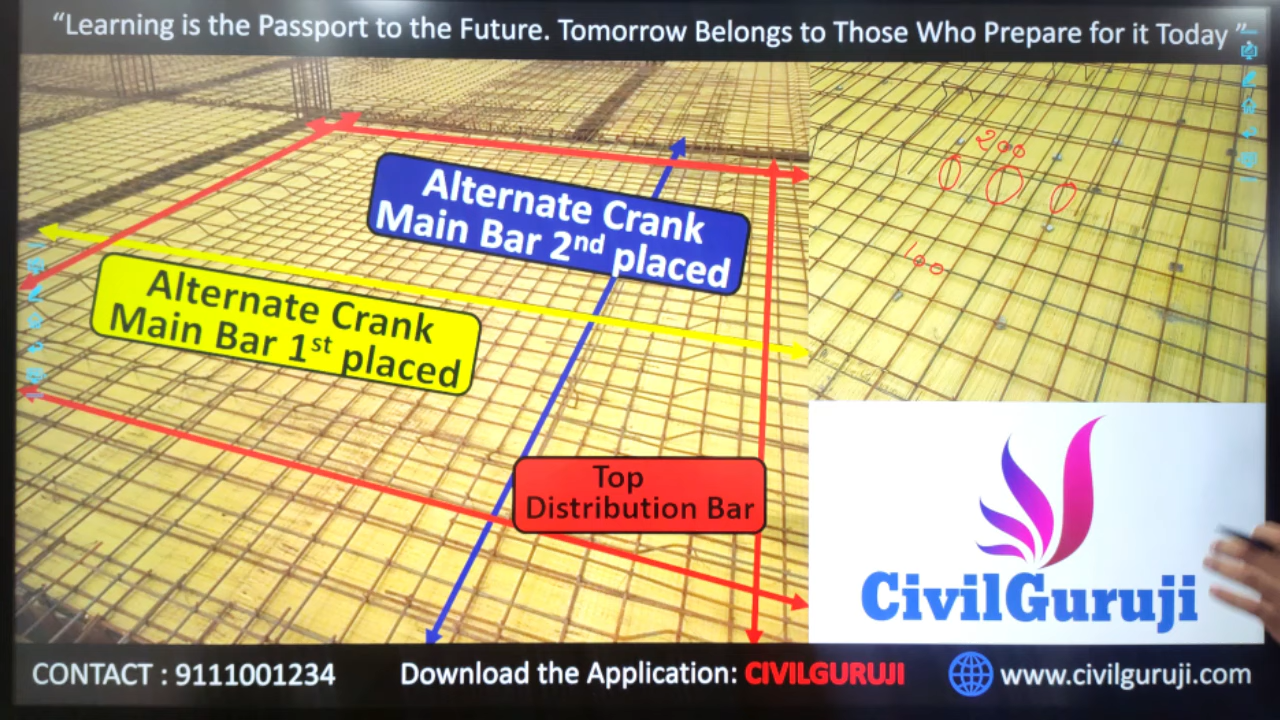 “Learning is the Passport to the Future. Tomorrow Belongs to Those Who Prepare for it Today ”
Alternate Crank
Main Bar 2nd placed
Alternate Crank
Main Bar 1st placed
Top
Distribution Bar
200
100
CivilGuruji
CONTACT : 9111001234
Download the Application: CIVILGURUJI
www.civilguruji.com